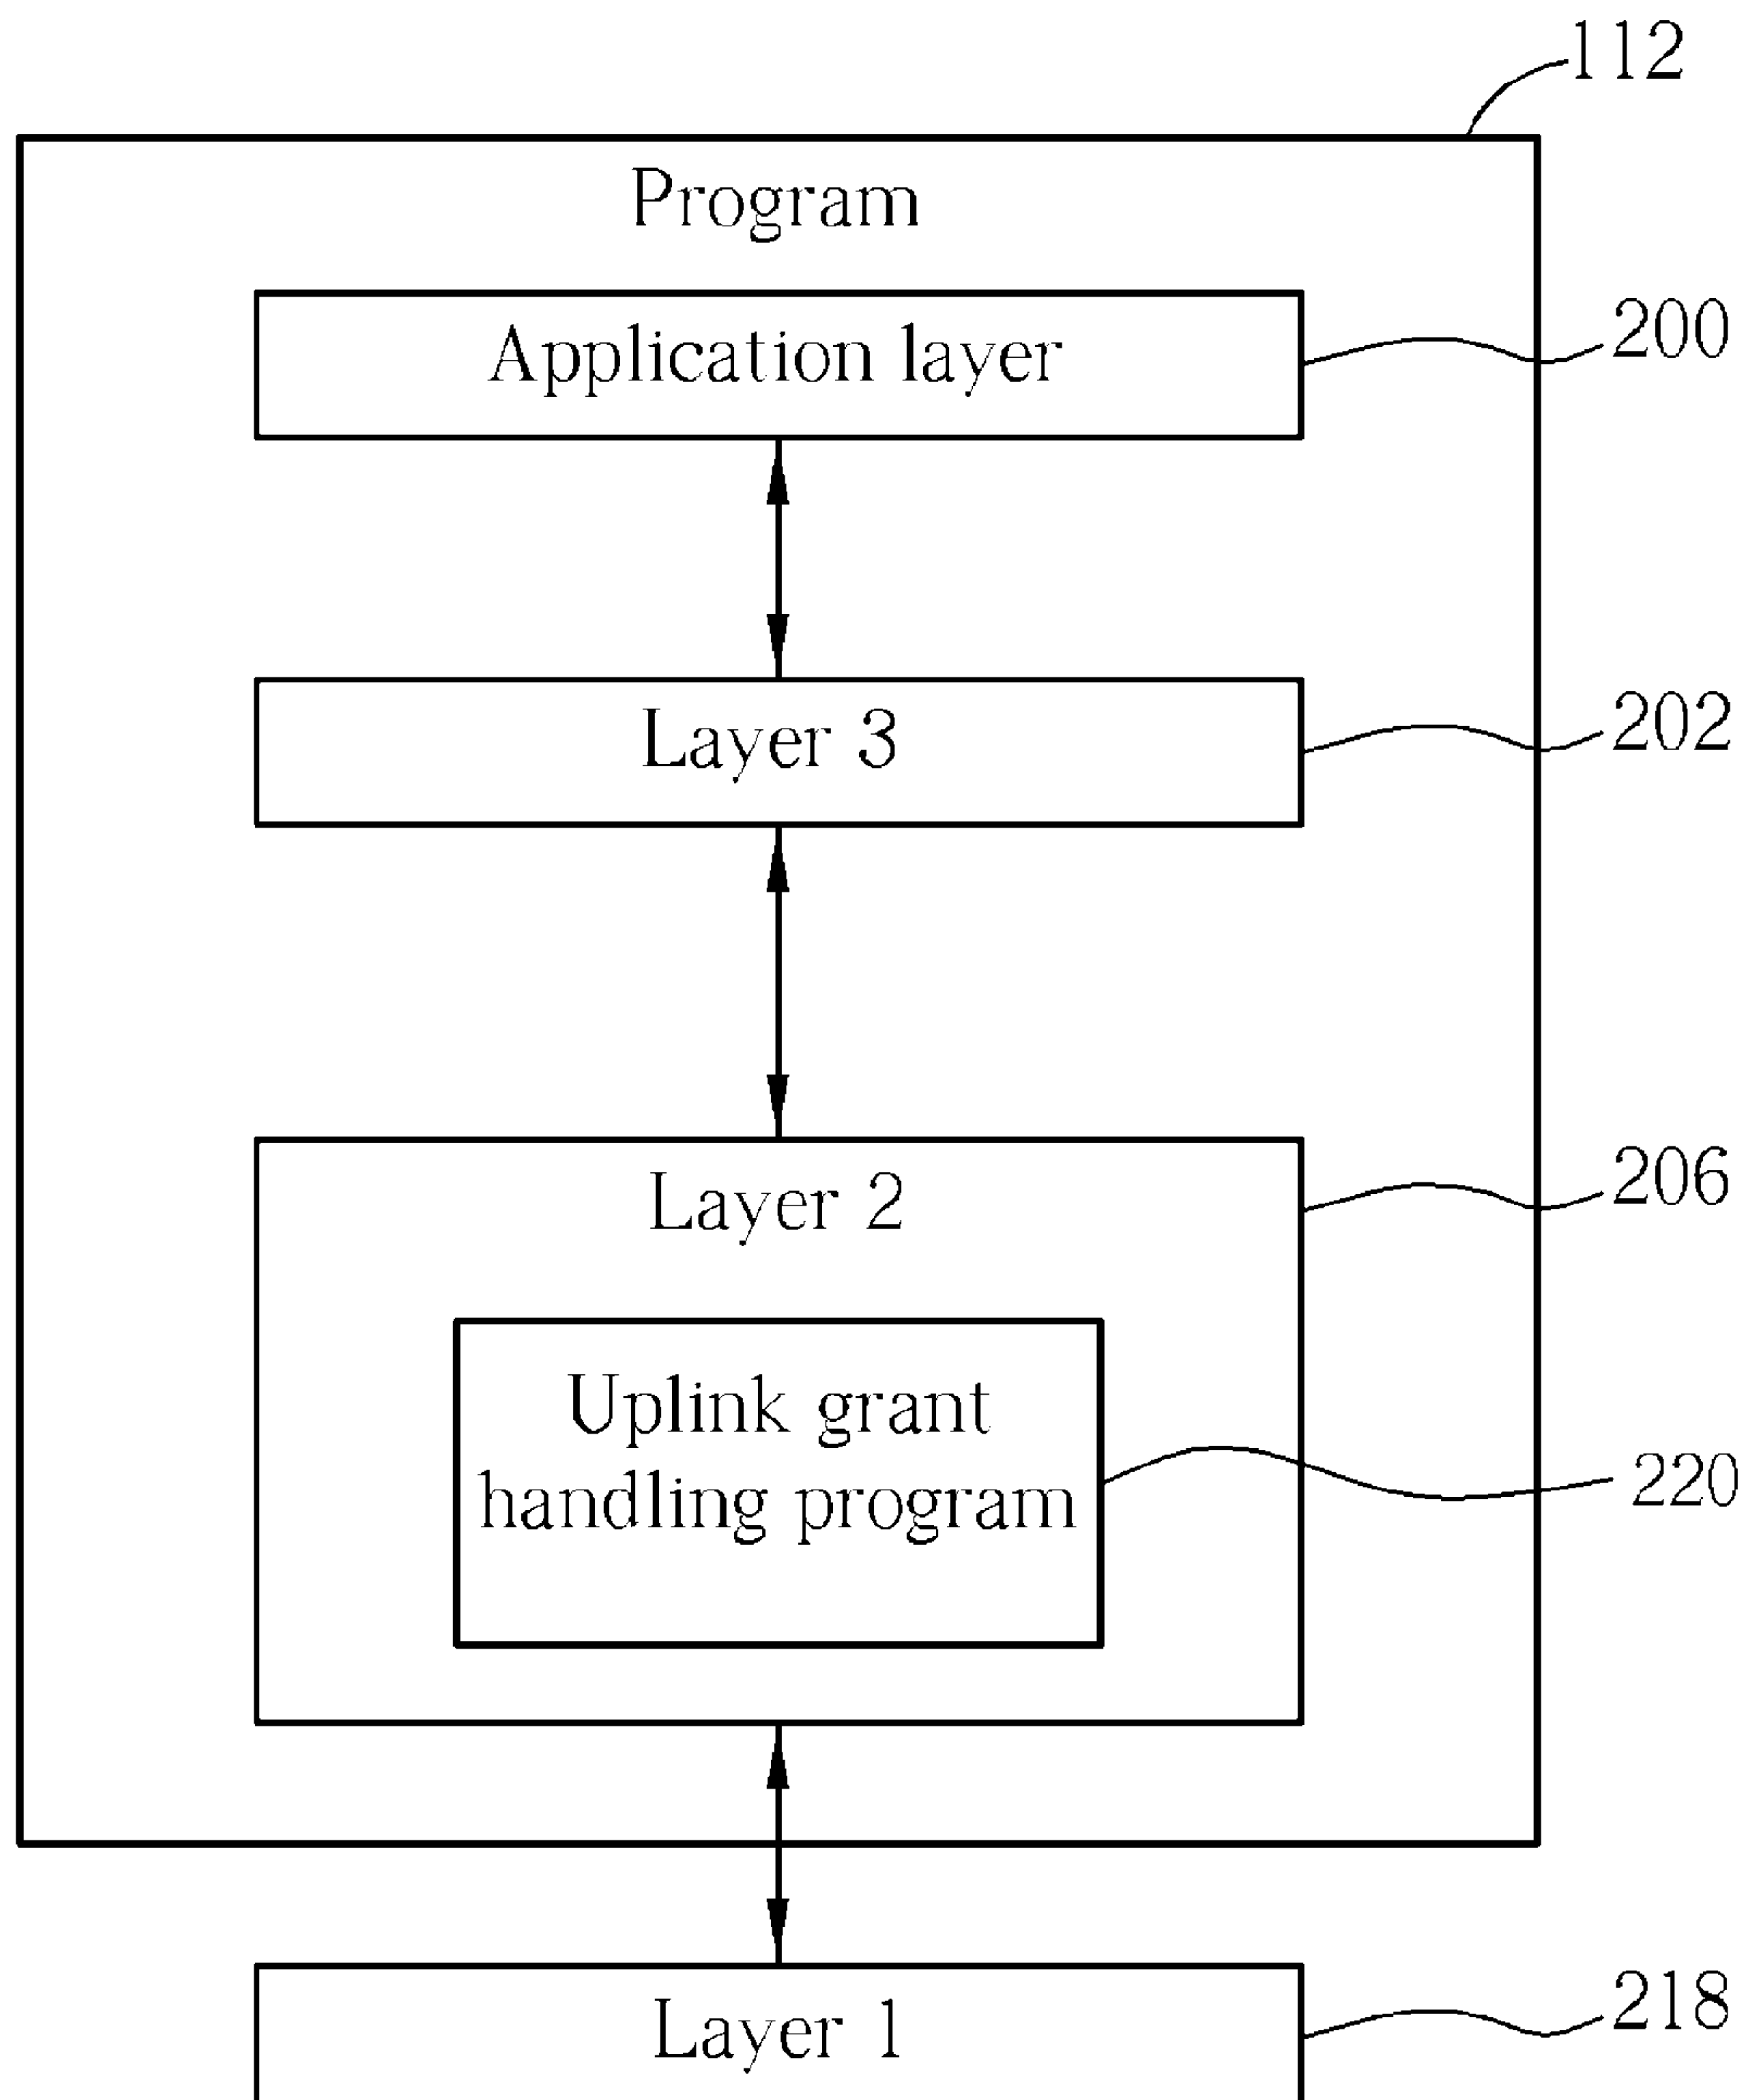 112
Program
Application layer
200
Layer 3
202
Layer 2
206
Uplink grant
handling program
220
Layer 1
218